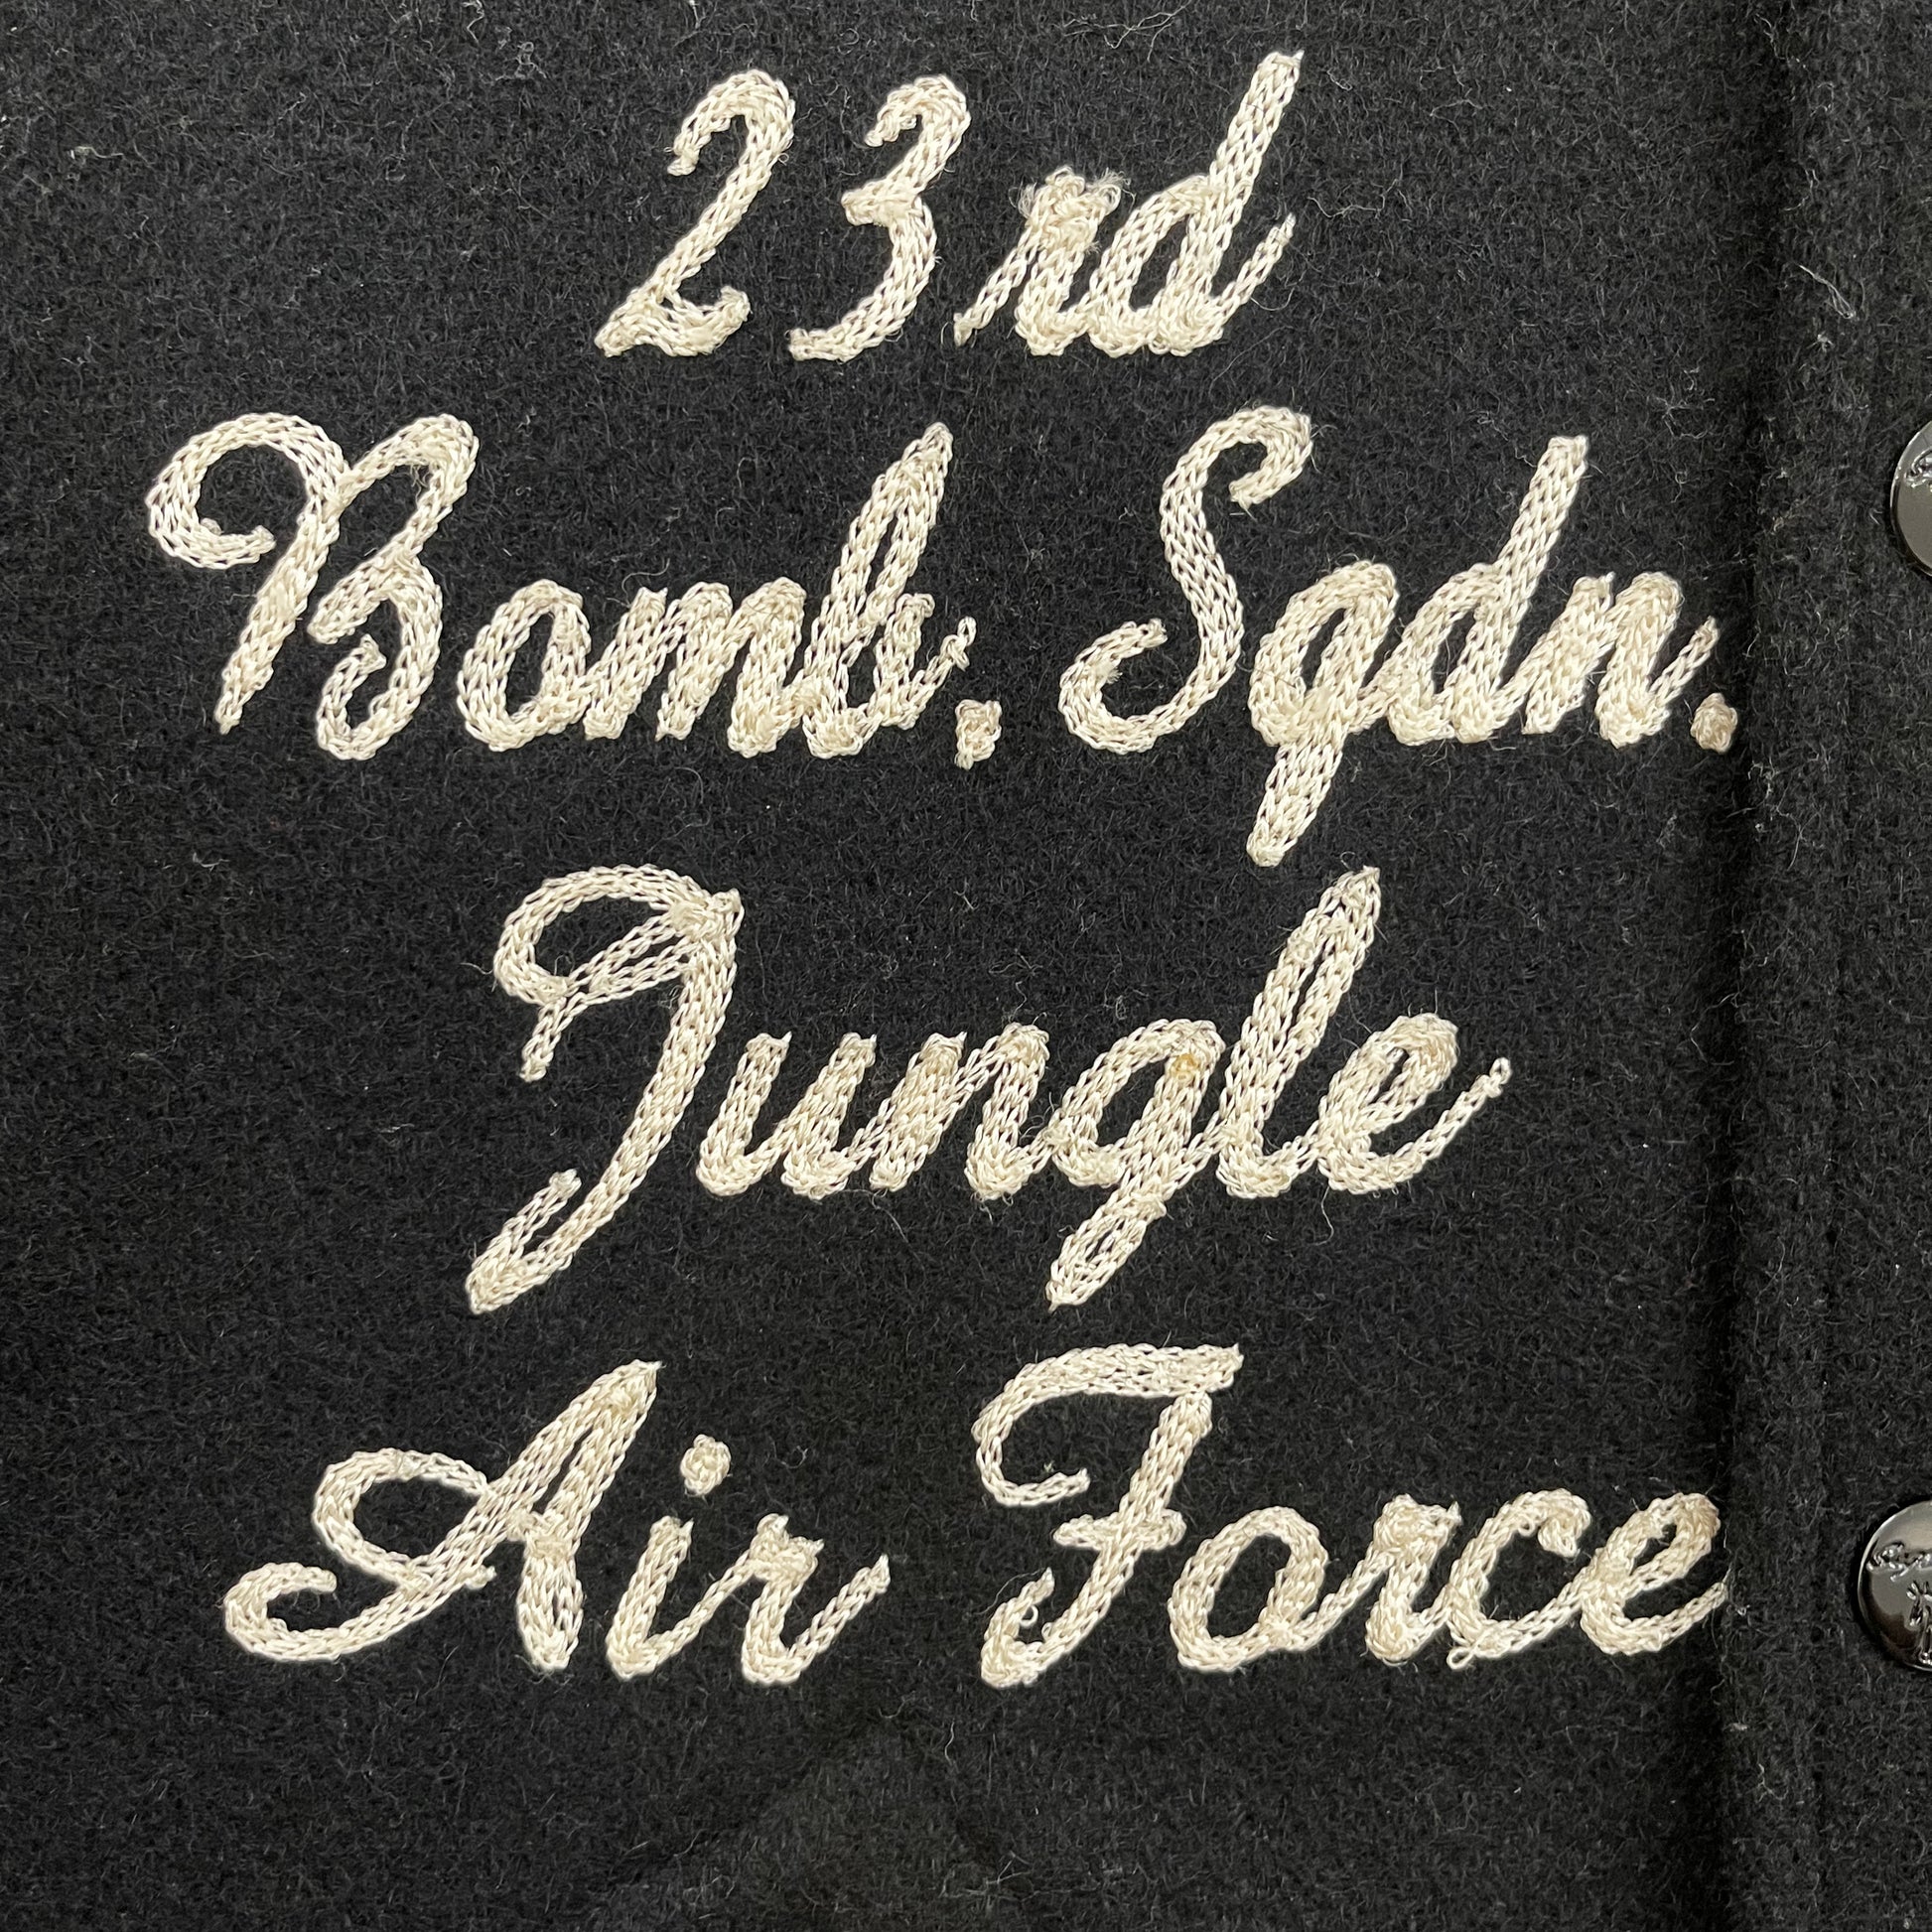 23rd
Bomb. Sqdn.
Jungle
Air Force